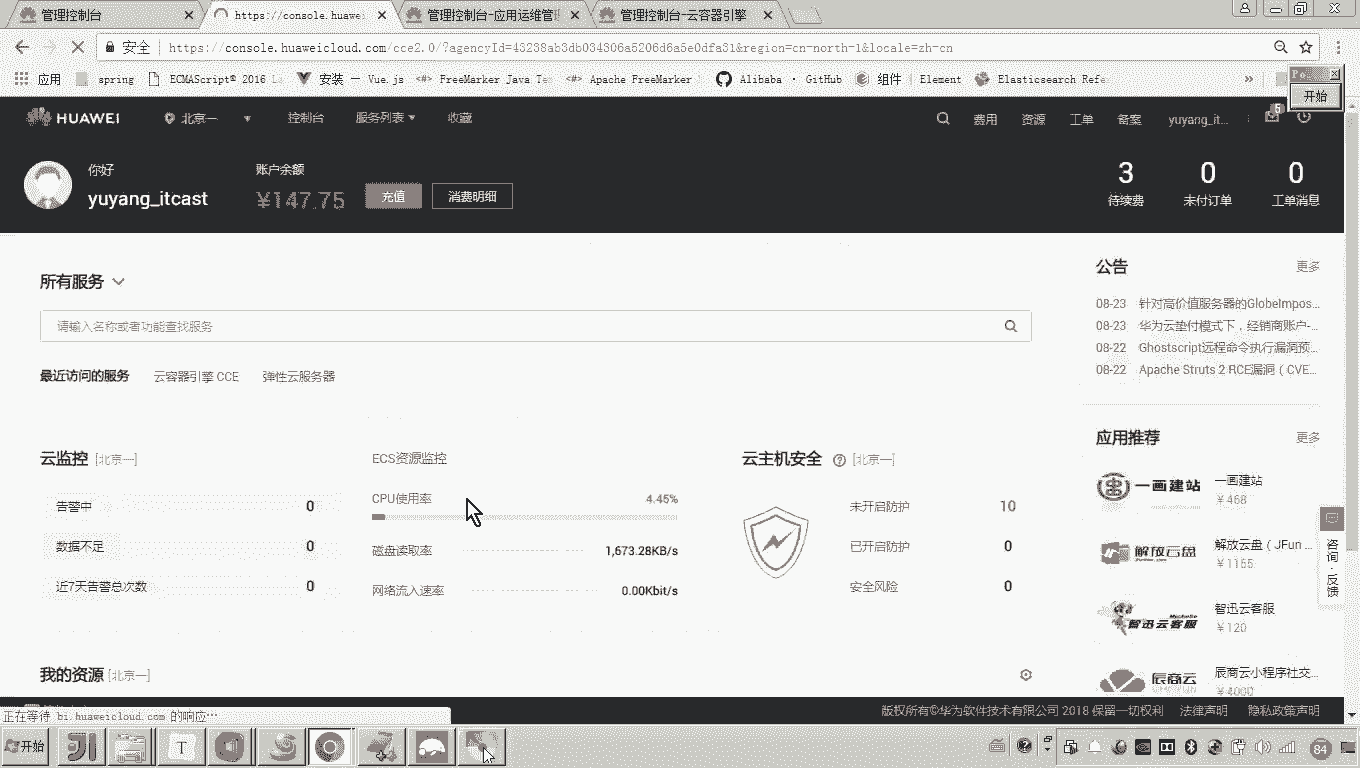 管理控制台
https://console.huawei
管理控制台-应用运维管
管理控制台-云容器引擎
安全 https://console.huaweicloud.com/cce2.0/?agencyId=43238ab3db034306a5206d6a5e0dfa31&region=cn-north-1&locale=zh-cn
应用 spring ECMAScript® 2016 安装 — Vue.js FreeMarker Java Apache FreeMarker Alibaba · GitHub 组件 | Element Elasticsearch
开始
HUAWEI 北京一 控制台 服务列表 收藏 费用 资源 工单 备案 yuyang_it... 5
你好
yuyang_itcast
账户余额
¥147.75 充值 消费明细
3 0 0
待续费 未付订单 工单消息
所有服务
请输入名称或者功能查找服务
最近访问的服务 云容器引擎 CCE 弹性云服务器
云监控 [北京一]
告警中 0
数据不足 0
近7天告警总次数 0
ECS资源监控
CPU使用率 4.45%
磁盘读取率 1,673.28KB/s
网络流入速率 0.00Kbit/s
云主机安全 [北京一]
未开启防护 10
已开启防护 0
安全风险 0
我的资源 [北京一]
公告 更多
08-23 针对高价值服务器的GlobeImpos...
08-23 华为云垫付模式下，经销商账户-...
08-22 Ghostscript远程命令执行漏洞预...
08-22 Apache Struts 2 RCE漏洞（CVE...
应用推荐 更多
一画建站 一画建站
¥468
解放云盘 解放云盘（JFun ...
¥1155
智迅云客服 智迅云客服
¥120
辰商云 辰商云小程序社交...
¥4000
咨询·反馈
正在等待 bi.huaweicloud.com 的响应…
版权所有©华为软件技术有限公司 2018 保留一切权利 法律声明 隐私政策声明
开始
84